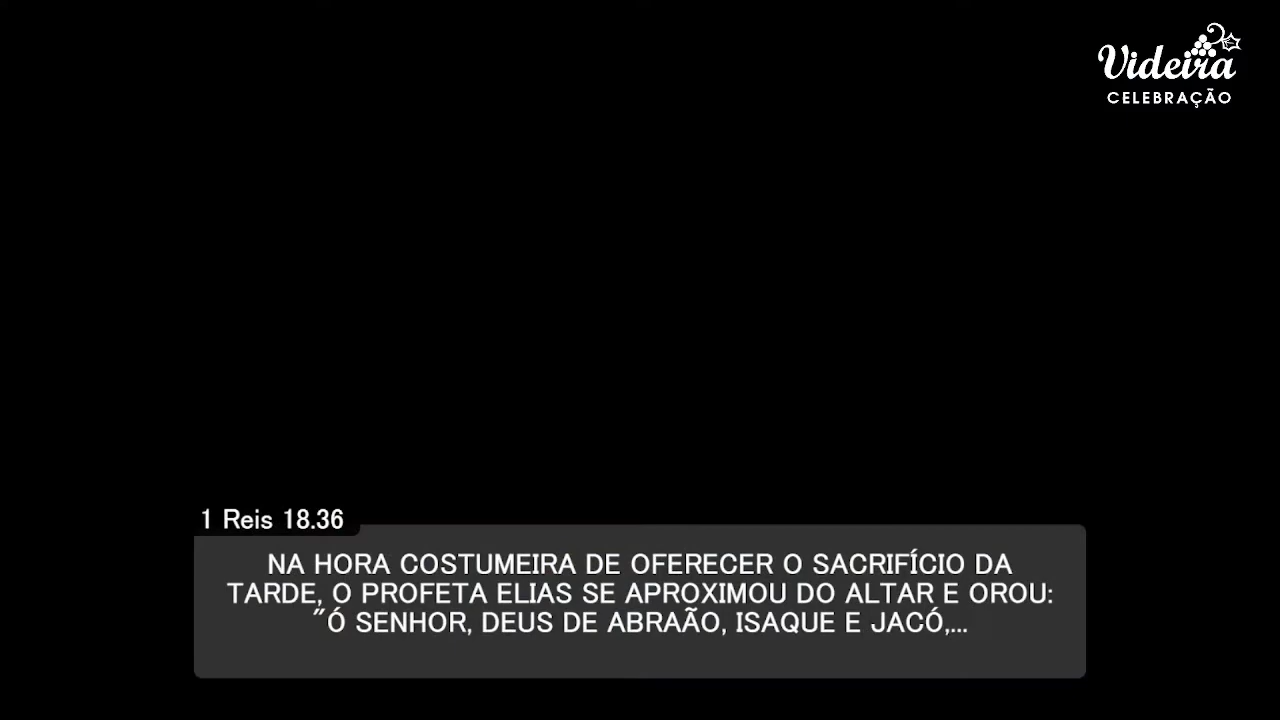 Videira
CELEBRAÇÃO
1 Reis 18.36
NA HORA COSTUMEIRA DE OFERECER O SACRIFÍCIO DA
TARDE, O PROFETA ELIAS SE APROXIMOU DO ALTAR E OROU:
"Ó SENHOR, DEUS DE ABRAÃO, ISAQUE E JACÓ,...